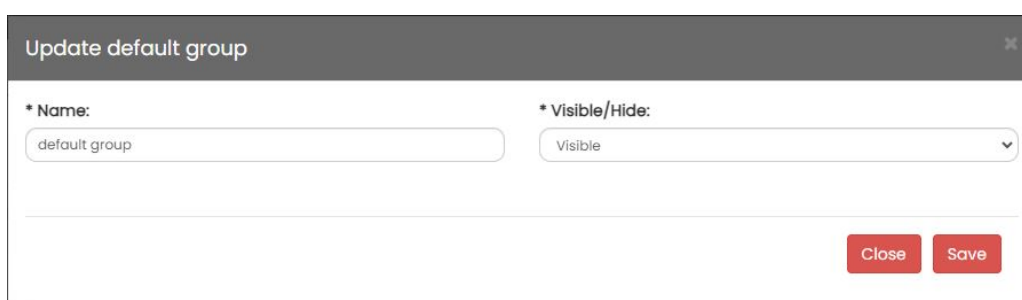 Update default group
×
* Name:
* Visible/Hide:
default group
Visible
Close
Save